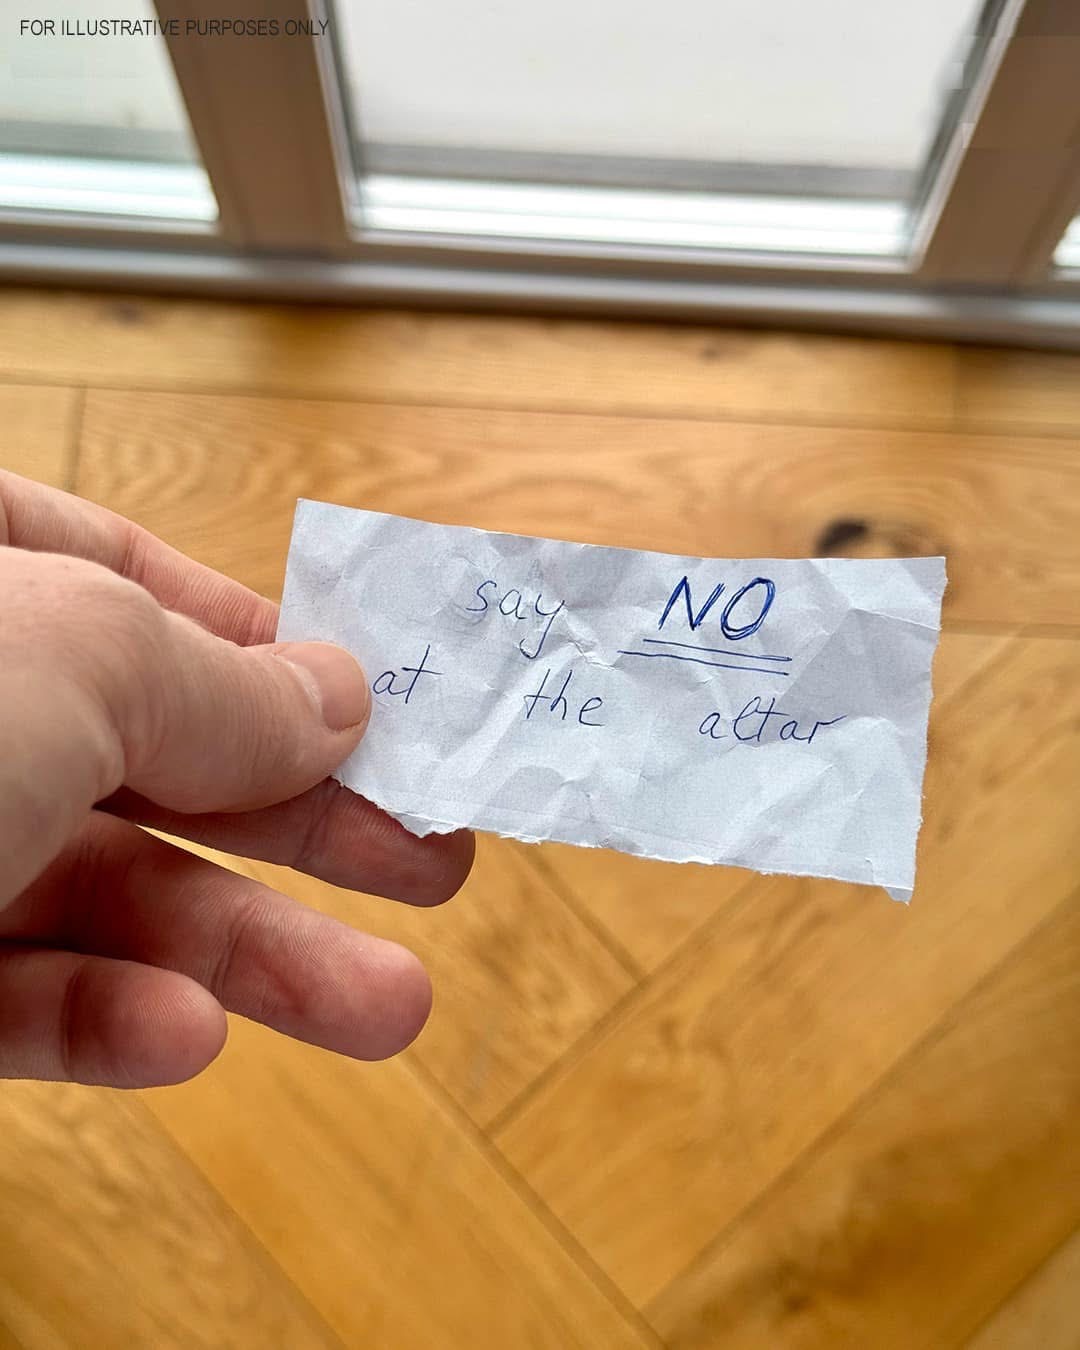 FOR ILLUSTRATIVE PURPOSES ONLY
say NO
at the altar